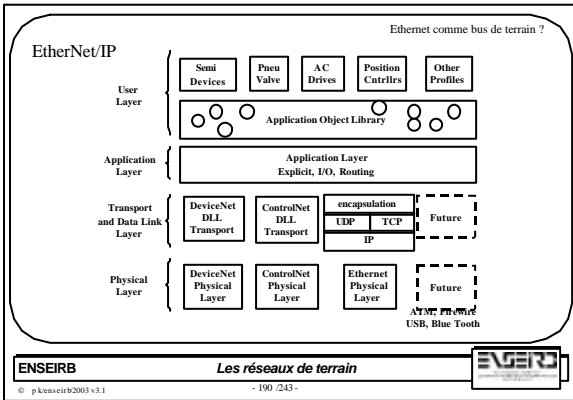 Ethernet comme bus de terrain ?
EtherNet/IP
User
Layer
Semi
Devices
Pneu
Valve
AC
Drives
Position
Cntrllrs
Other
Profiles
Application Object Library
Application
Layer
Application Layer
Explicit, I/O, Routing
Transport
and Data Link
Layer
DeviceNet
DLL
Transport
ControlNet
DLL
Transport
encapsulation
UDP
TCP
IP
Future
Physical
Layer
DeviceNet
Physical
Layer
ControlNet
Physical
Layer
Ethernet
Physical
Layer
Future
ATM, Firewire
USB, Blue Tooth
ENSEIRB
Les réseaux de terrain
ENSEIRB
© pk/enseirb/2003 v3.1
- 190 /243 -